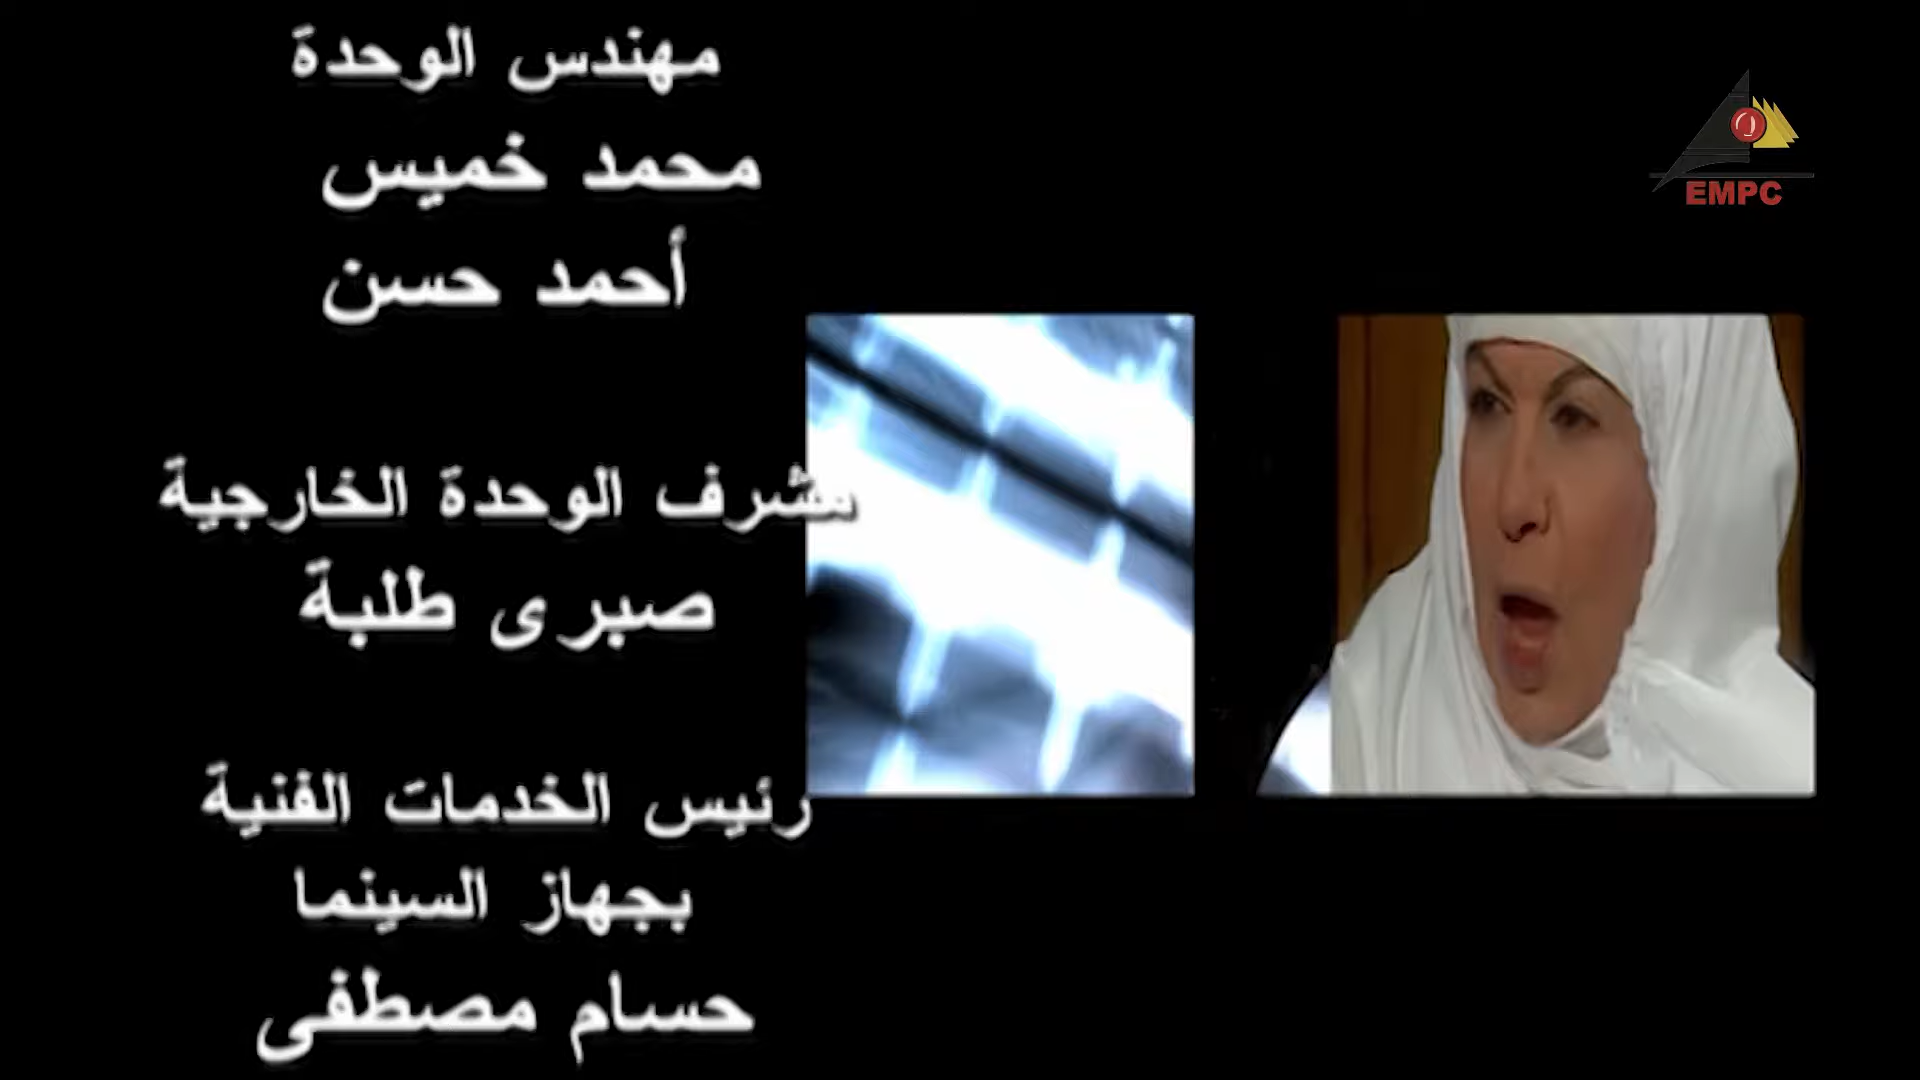 مهندس الوحدة
محمد خميس
أحمد حسن
مشرف الوحدة الخارجية
صبرى طلبة
رئيس الخدمات الفنية
بجهاز السينما
حسام مصطفى
EMPC